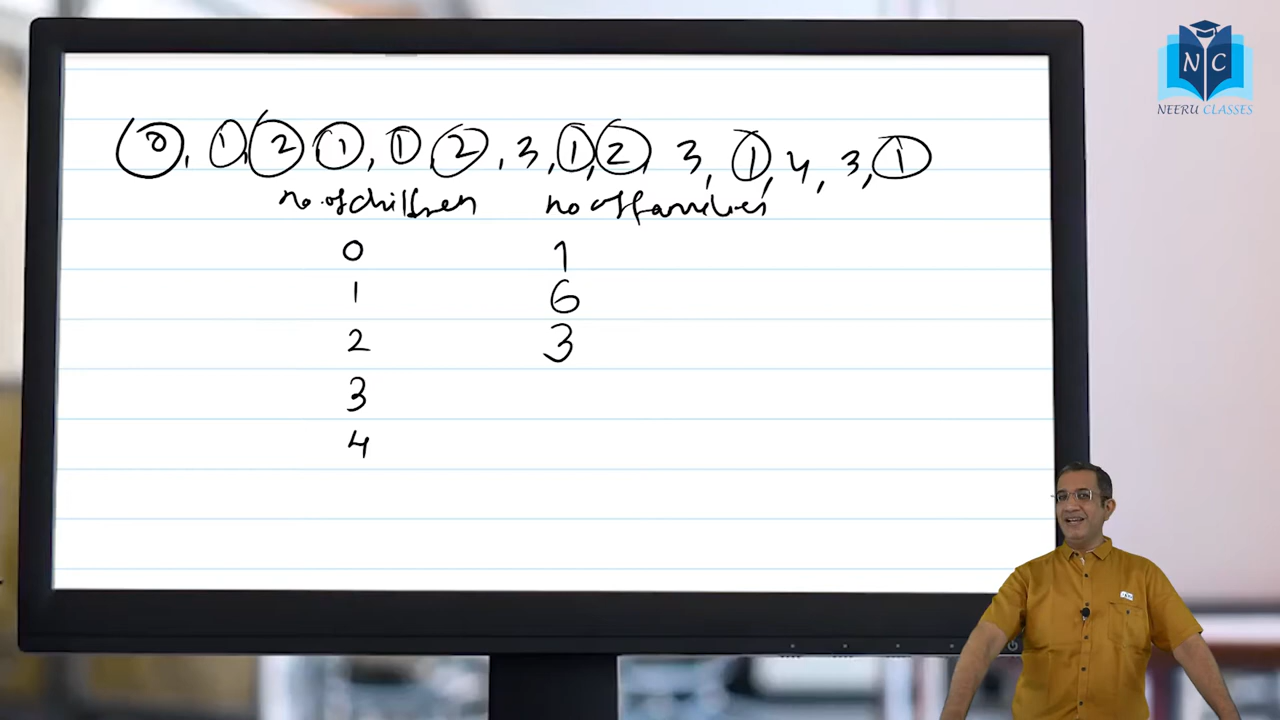 N C
NEERU CLASSES
0, 1, 2 1, 1, 2, 3, 1, 2, 3, 1, 4, 3, 1
no of children no of families
0 1
1 6
2 3
3
4